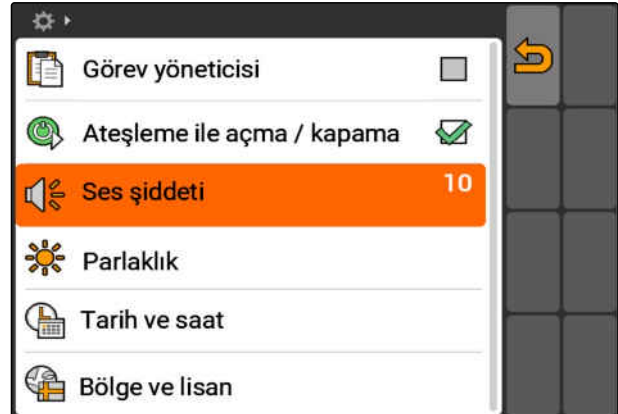 Görev yöneticisi
Ateşleme ile açma / kapama
Ses şiddeti 10
Parlaklık
Tarih ve saat
Bölge ve lisan